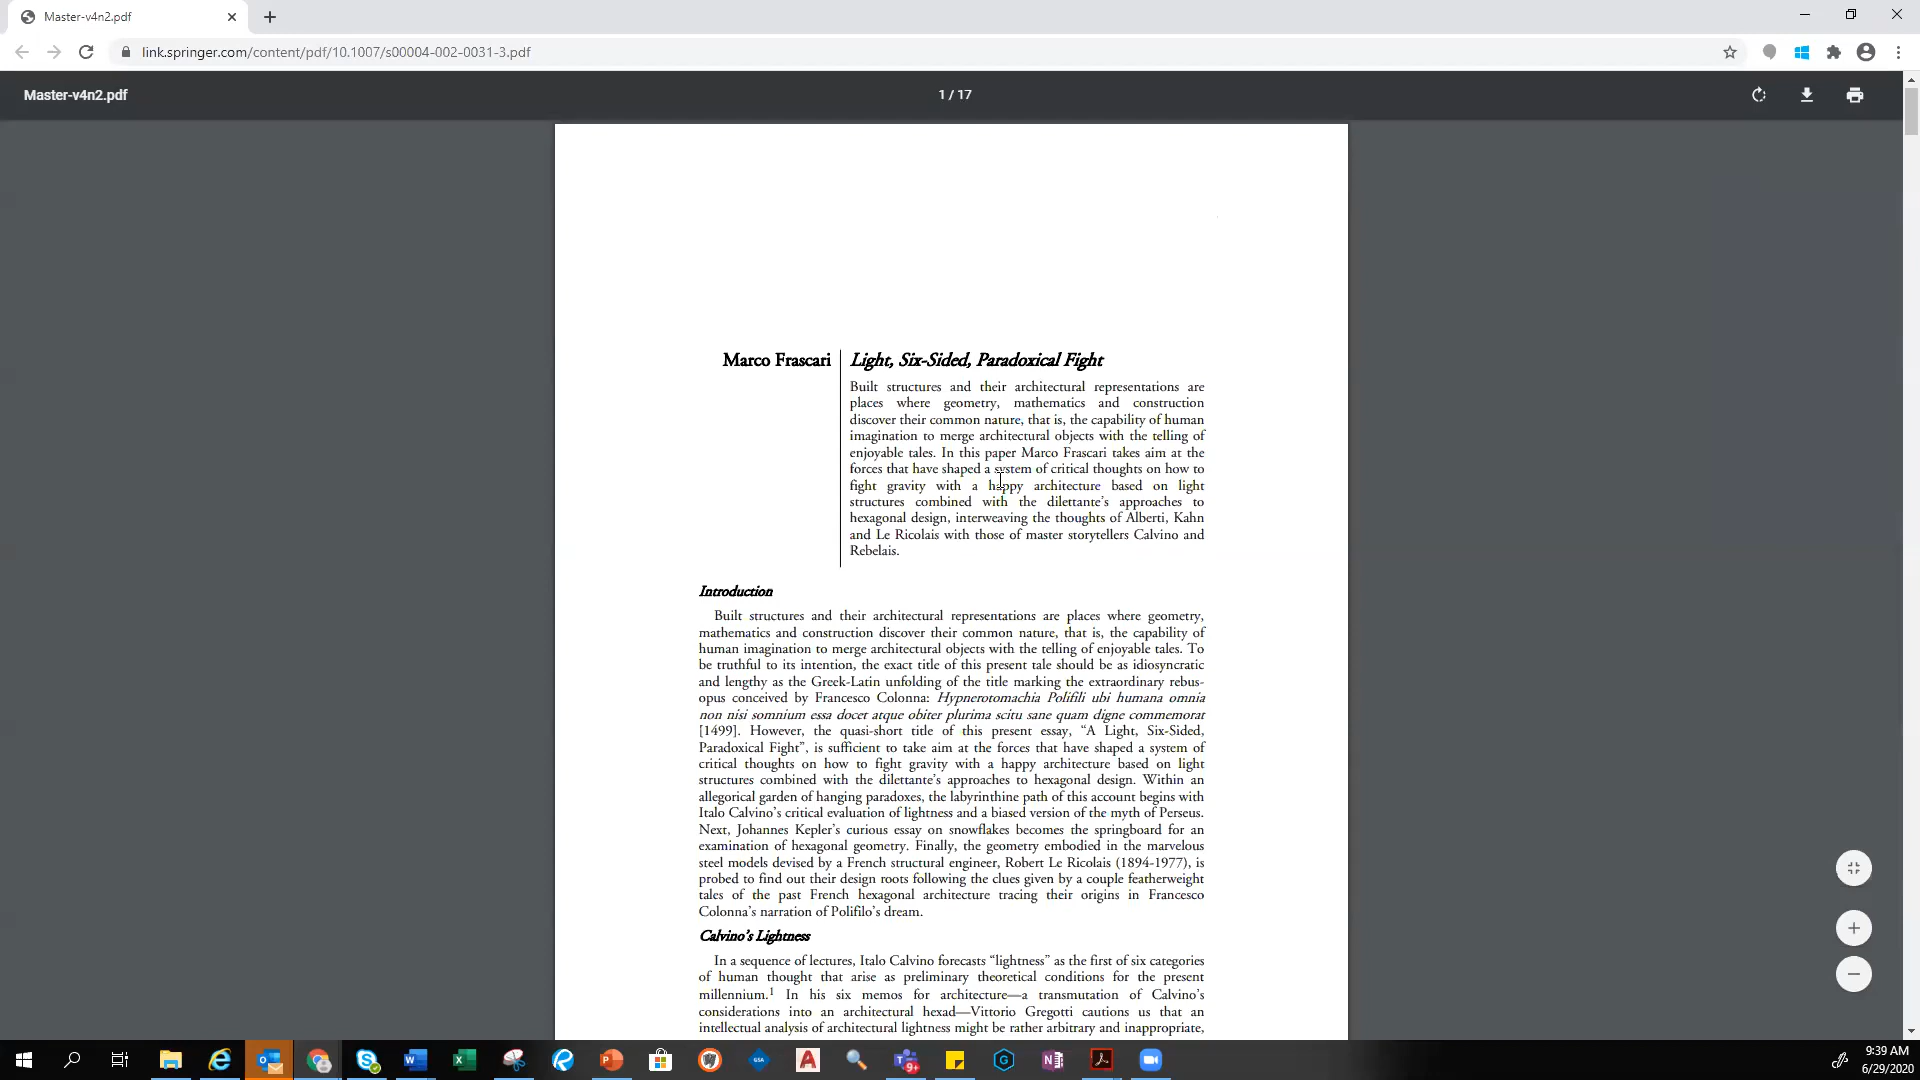 Master-v4n2.pdf
link.springer.com/content/pdf/10.1007/s00004-002-0031-3.pdf
Master-v4n2.pdf
1 / 17
Marco Frascari
Light, Six-Sided, Paradoxical Fight
Built structures and their architectural representations are
places where geometry, mathematics and construction
discover their common nature, that is, the capability of human
imagination to merge architectural objects with the telling of
enjoyable tales. In this paper Marco Frascari takes aim at the
forces that have shaped a system of critical thoughts on how to
fight gravity with a happy architecture based on light
structures combined with the dilettante's approaches to
hexagonal design, interweaving the thoughts of Alberti, Kahn
and Le Ricolais with those of master storytellers Calvino and
Rebelais.
Introduction
Built structures and their architectural representations are places where geometry,
mathematics and construction discover their common nature, that is, the capability of
human imagination to merge architectural objects with the telling of enjoyable tales. To
be truthful to its intention, the exact title of this present tale should be as idiosyncratic
and lengthy as the Greek-Latin unfolding of the title marking the extraordinary rebus-
opus conceived by Francesco Colonna: Hypnerotomachia Polifili ubi humana omnia
non nisi somnium essa docet atque obiter plurima scitu sane quam digne commemorat
[1499]. However, the quasi-short title of this present essay, “A Light, Six-Sided,
Paradoxical Fight”, is sufficient to take aim at the forces that have shaped a system of
critical thoughts on how to fight gravity with a happy architecture based on light
structures combined with the dilettante's approaches to hexagonal design. Within an
allegorical garden of hanging paradoxes, the labyrinthine path of this account begins with
Italo Calvino's critical evaluation of lightness and a biased version of the myth of Perseus.
Next, Johannes Kepler's curious essay on snowflakes becomes the springboard for an
examination of hexagonal geometry. Finally, the geometry embodied in the marvelous
steel models devised by a French structural engineer, Robert Le Ricolais (1894-1977), is
probed to find out their design roots following the clues given by a couple featherweight
tales of the past French hexagonal architecture tracing their origins in Francesco
Colonna's narration of Polifilo's dream.
Calvino's Lightness
In a sequence of lectures, Italo Calvino forecasts “lightness” as the first of six categories
of human thought that arise as preliminary theoretical conditions for the present
millennium.1 In his six memos for architecture—a transmutation of Calvino's
considerations into an architectural hexad—Vittorio Gregotti cautions us that an
intellectual analysis of architectural lightness might be rather arbitrary and inappropriate,
9:39 AM
6/29/2020